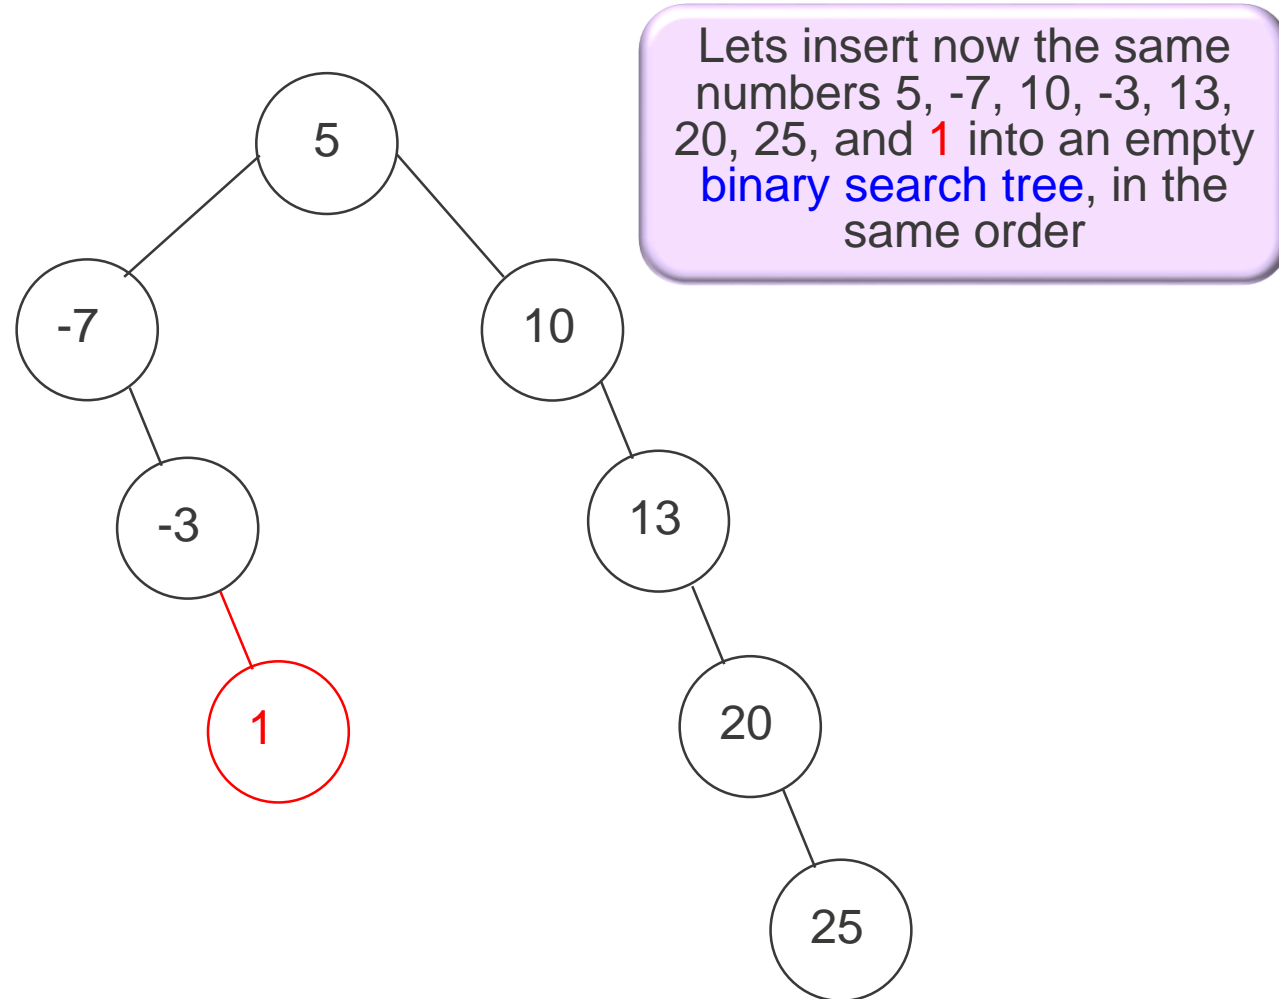 Lets insert now the same
numbers 5, -7, 10, -3, 13,
20, 25, and 1 into an empty
binary search tree, in the
same order
5
-7
10
-3
13
1
20
25